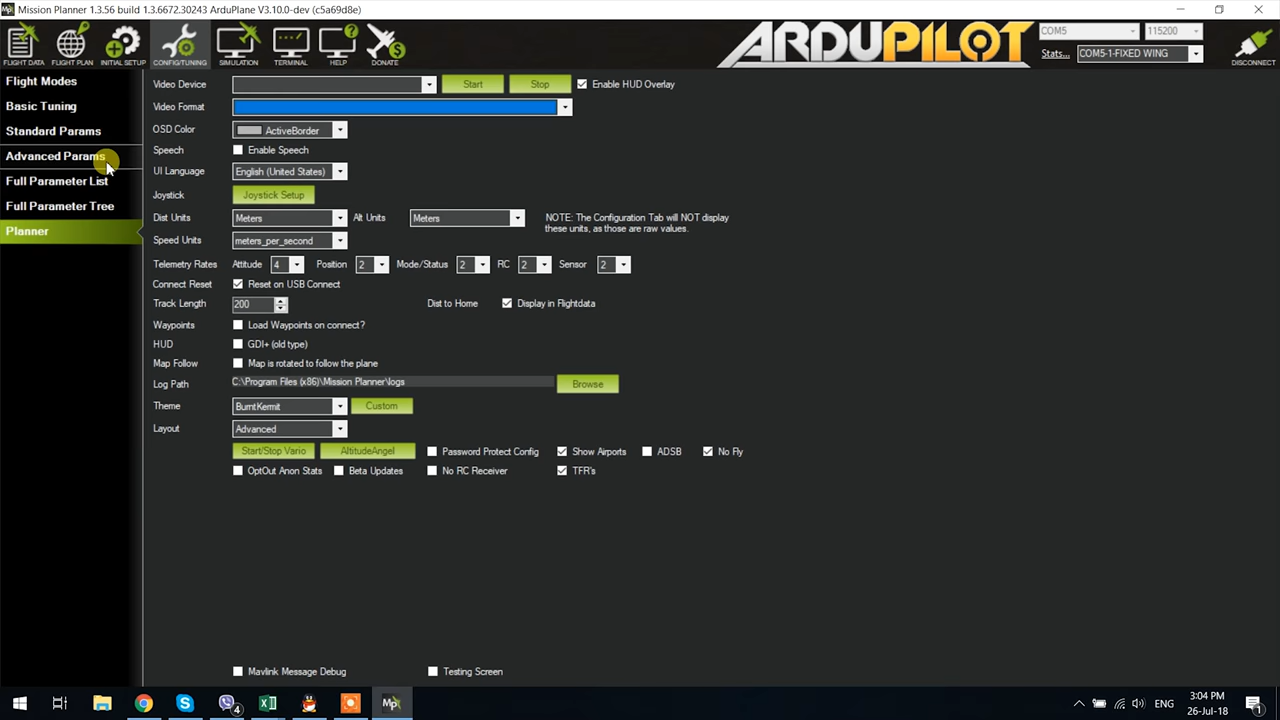 Mission Planner 1.3.56 build 1.3.6672.30243 ArduPlane V3.10.0-dev (c5a69d8e)
FLIGHT DATA FLIGHT PLAN INITIAL SETUP CONFIG/TUNING SIMULATION TERMINAL HELP DONATE
ARDUPILOT
COM5 115200
Stats... COM5-1-FIXED WING
DISCONNECT
Flight Modes
Basic Tuning
Standard Params
Advanced Params
Full Parameter List
Full Parameter Tree
Planner
Video Device Start Stop Enable HUD Overlay
Video Format
OSD Color ActiveBorder
Speech Enable Speech
UI Language English (United States)
Joystick Joystick Setup
Dist Units Meters Alt Units Meters NOTE: The Configuration Tab will NOT display
these units, as those are raw values.
Speed Units meters_per_second
Telemetry Rates Attitude 4 Position 2 Mode/Status 2 RC 2 Sensor 2
Connect Reset Reset on USB Connect
Track Length 200 Dist to Home Display in Flightdata
Waypoints Load Waypoints on connect?
HUD GDI+ (old type)
Map Follow Map is rotated to follow the plane
Log Path C:\Program Files (x86)\Mission Planner\logs Browse
Theme BurntKermit Custom
Layout Advanced
Start/Stop Vario AltitudeAngel Password Protect Config Show Airports ADSB No Fly
OptOut Anon Stats Beta Updates No RC Receiver TFR's
Mavlink Message Debug Testing Screen
4
ENG
3:04 PM
26-Jul-18
1